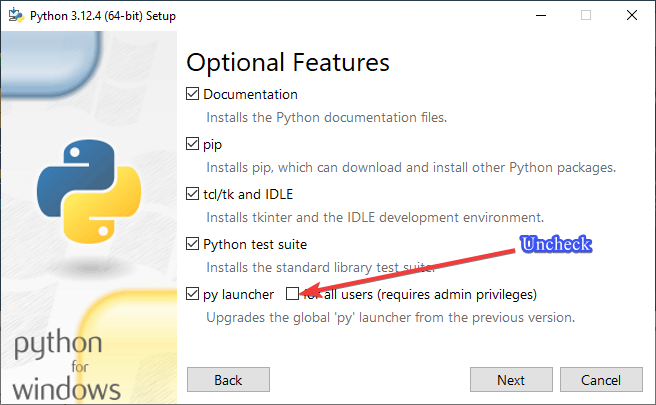 Python 3.12.4 (64-bit) Setup
Optional Features
Documentation
Installs the Python documentation files.
pip
Installs pip, which can download and install other Python packages.
tcl/tk and IDLE
Installs tkinter and the IDLE development environment.
Python test suite
Uncheck
Installs the standard library test suite.
py launcher for all users (requires admin privileges)
Upgrades the global 'py' launcher from the previous version.
python
for
windows
Back Next Cancel